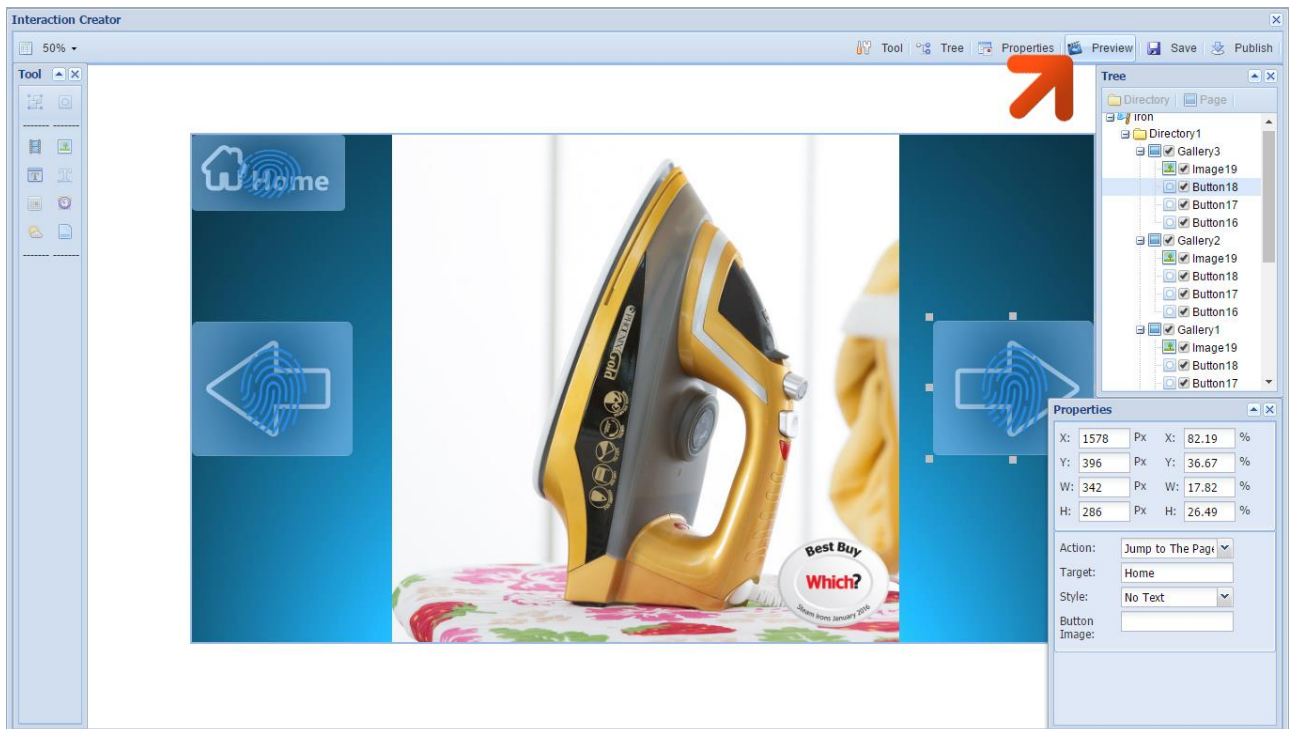 Interaction Creator
50%
Tool
Tree
Properties
Preview
Save
Publish
Tool
Tree
Directory
Page
iron
Directory1
Gallery3
Image19
Button18
Button17
Button16
Gallery2
Image19
Button18
Button17
Button16
Gallery1
Image19
Button18
Button17
Home
PHOENIX Gold
Best Buy
Which?
Steam irons January 2016
Properties
X: 1578 Px X: 82.19 %
Y: 396 Px Y: 36.67 %
W: 342 Px W: 17.82 %
H: 286 Px H: 26.49 %
Action: Jump to The Page
Target: Home
Style: No Text
Button
Image: